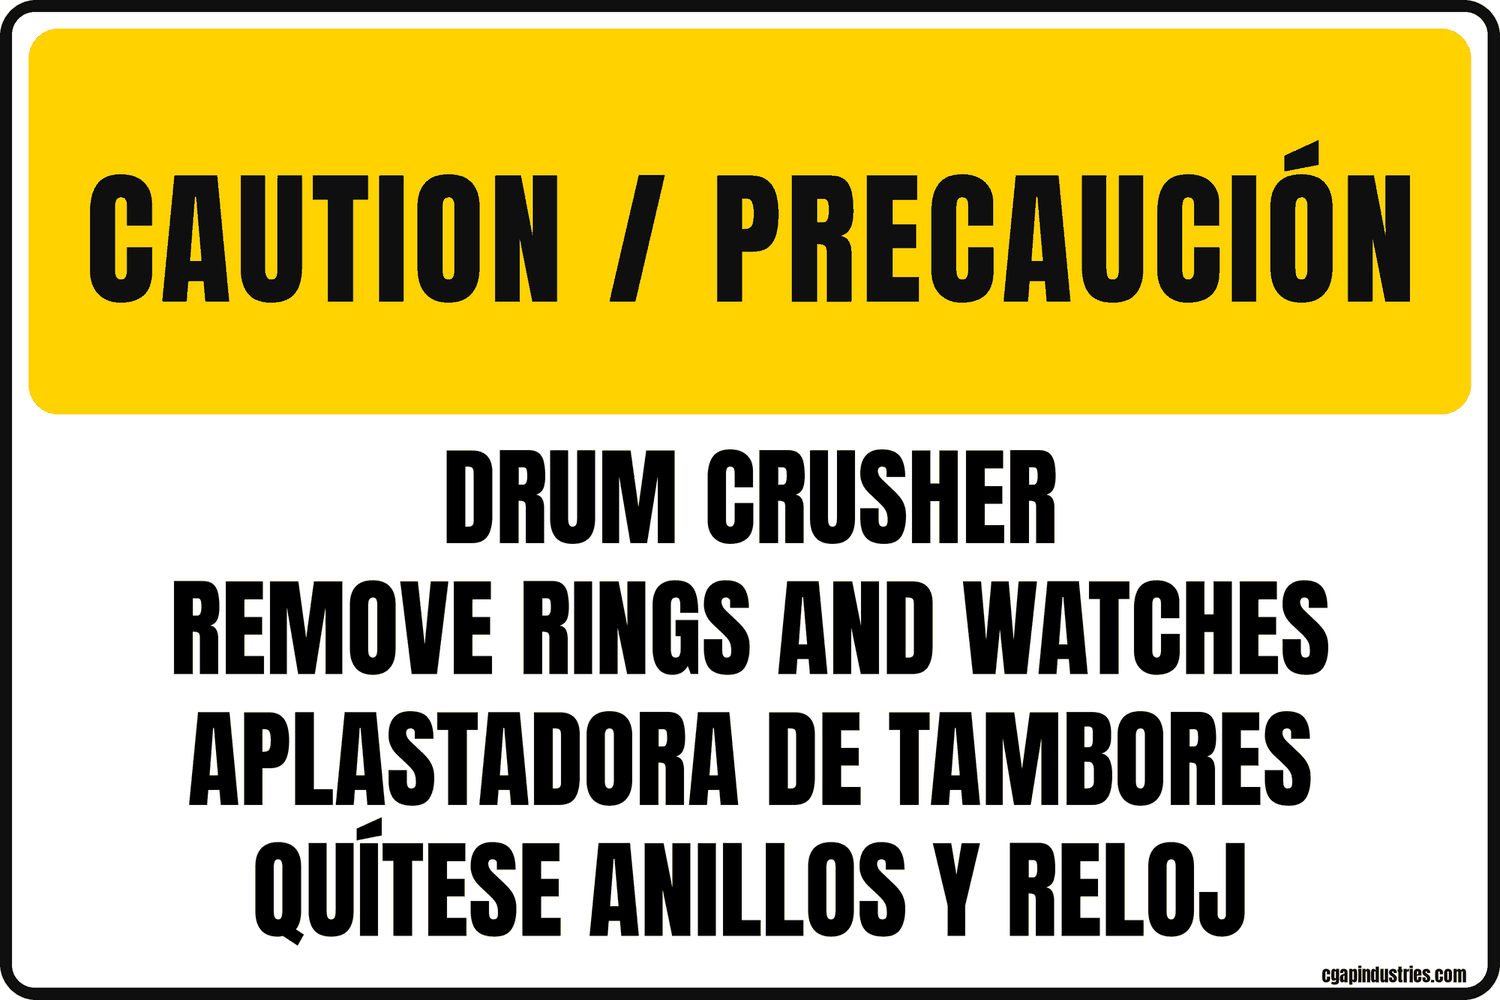 CAUTION / PRECAUCIÓN
DRUM CRUSHER
REMOVE RINGS AND WATCHES
APLASTADORA DE TAMBORES
QUÍTESE ANILLOS Y RELOJ
cgapindustries.com